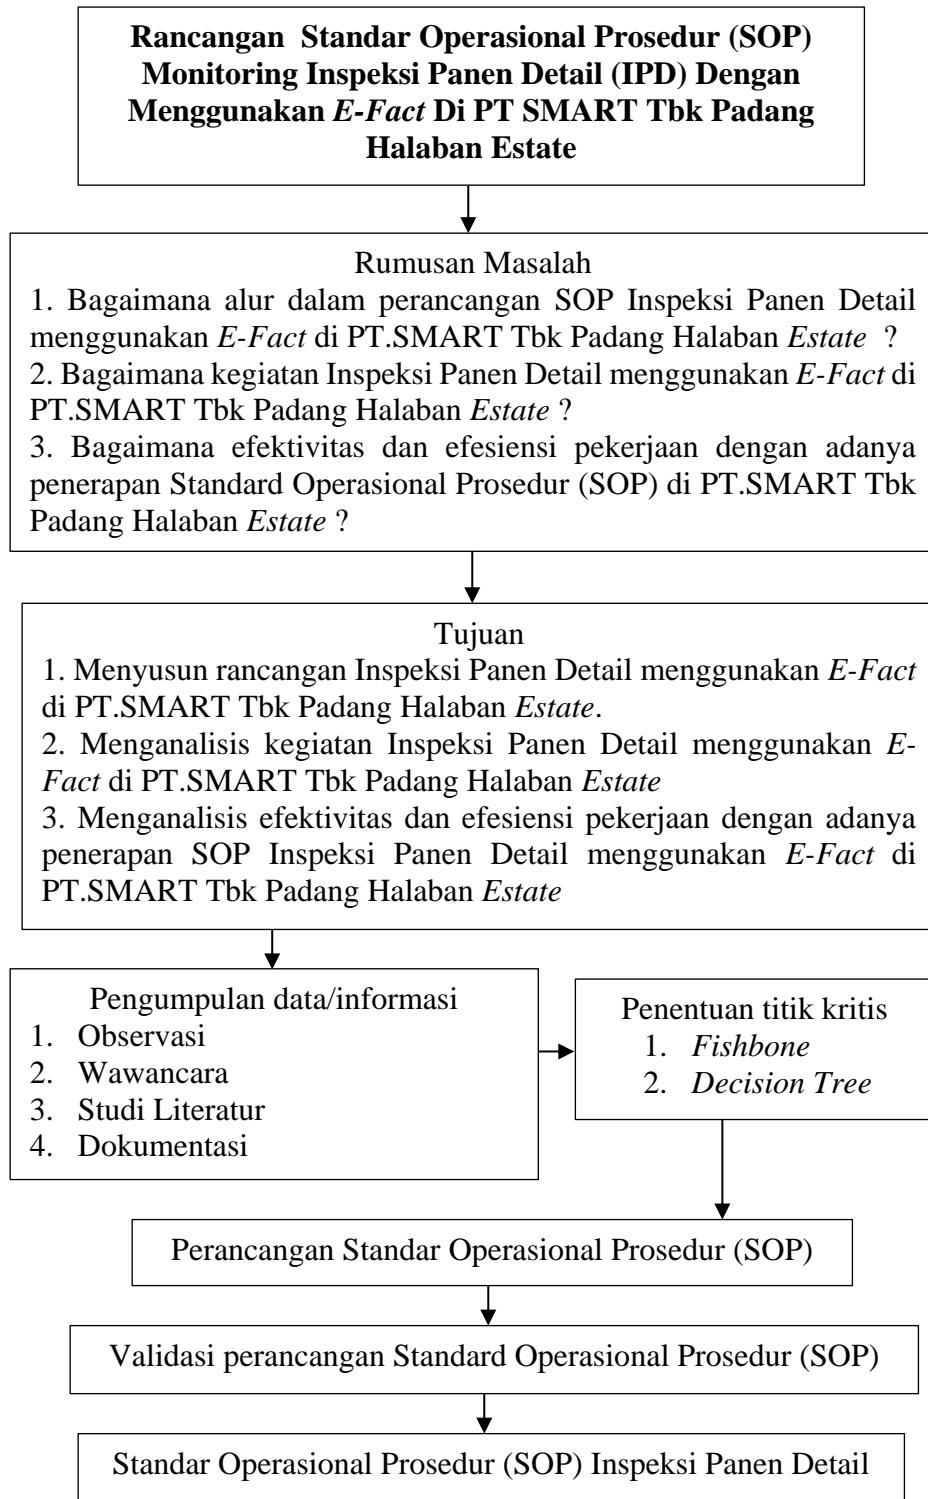 Rancangan Standar Operasional Prosedur (SOP)
Monitoring Inspeksi Panen Detail (IPD) Dengan
Menggunakan E-Fact Di PT SMART Tbk Padang
Halaban Estate
Rumusan Masalah
1. Bagaimana alur dalam perancangan SOP Inspeksi Panen Detail
menggunakan E-Fact di PT.SMART Tbk Padang Halaban Estate ?
2. Bagaimana kegiatan Inspeksi Panen Detail menggunakan E-Fact di
PT.SMART Tbk Padang Halaban Estate ?
3. Bagaimana efektivitas dan efesiensi pekerjaan dengan adanya
penerapan Standard Operasional Prosedur (SOP) di PT.SMART Tbk
Padang Halaban Estate ?
Tujuan
1. Menyusun rancangan Inspeksi Panen Detail menggunakan E-Fact
di PT.SMART Tbk Padang Halaban Estate.
2. Menganalisis kegiatan Inspeksi Panen Detail menggunakan E-
Fact di PT.SMART Tbk Padang Halaban Estate
3. Menganalisis efektivitas dan efesiensi pekerjaan dengan adanya
penerapan SOP Inspeksi Panen Detail menggunakan E-Fact di
PT.SMART Tbk Padang Halaban Estate
Pengumpulan data/informasi
1. Observasi
2. Wawancara
3. Studi Literatur
4. Dokumentasi
Penentuan titik kritis
1. Fishbone
2. Decision Tree
Perancangan Standar Operasional Prosedur (SOP)
Validasi perancangan Standard Operasional Prosedur (SOP)
Standar Operasional Prosedur (SOP) Inspeksi Panen Detail